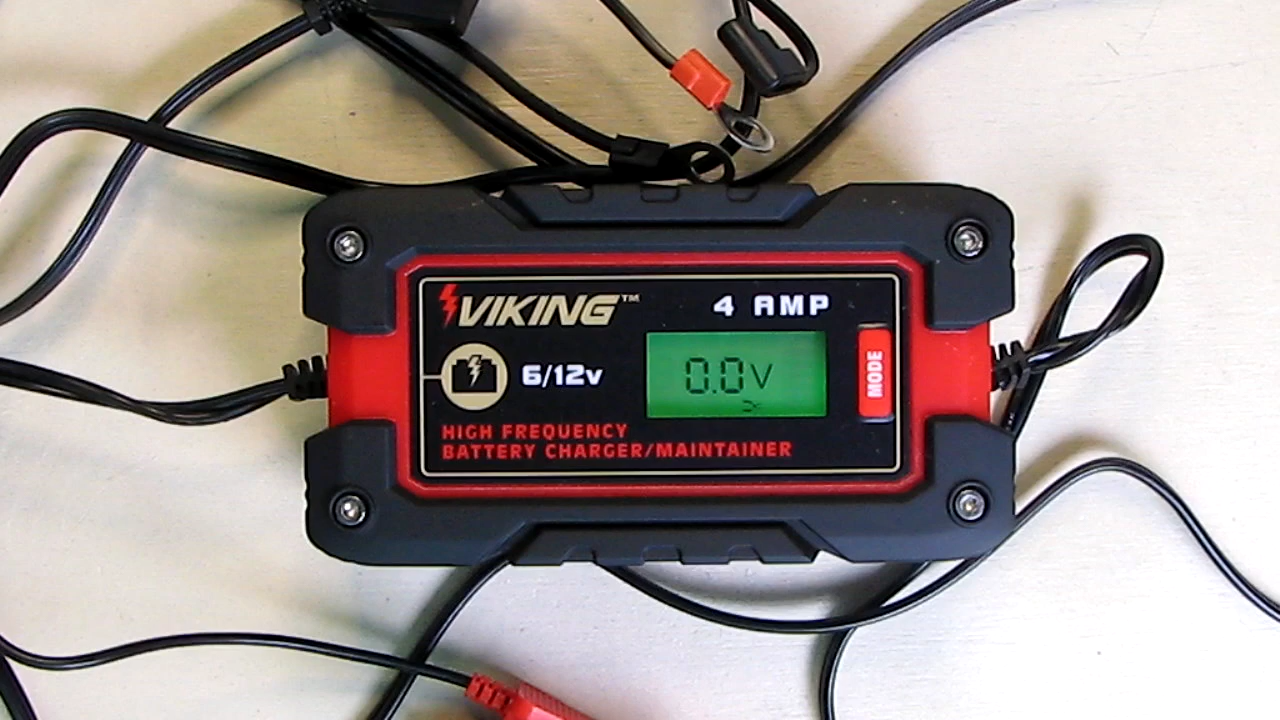 VIKING™
4 AMP
6/12v
0.0V
MODE
HIGH FREQUENCY
BATTERY CHARGER/MAINTAINER